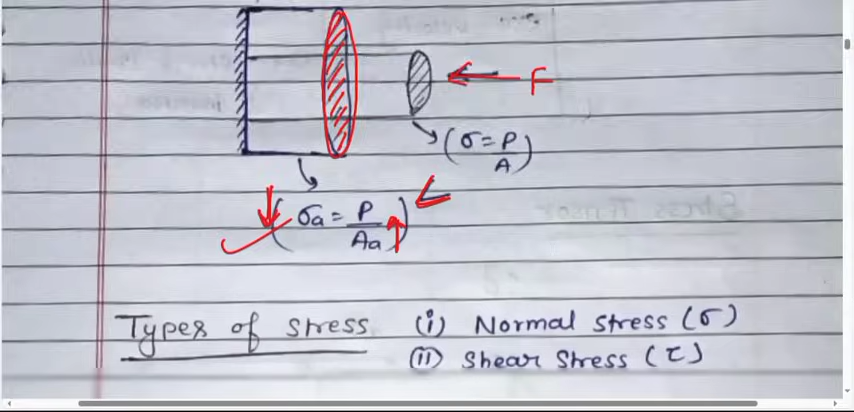 F
(σ = P/A)
(σa = P/Aa)
Types of stress (i) Normal stress (σ)
(ii) Shear stress (τ)